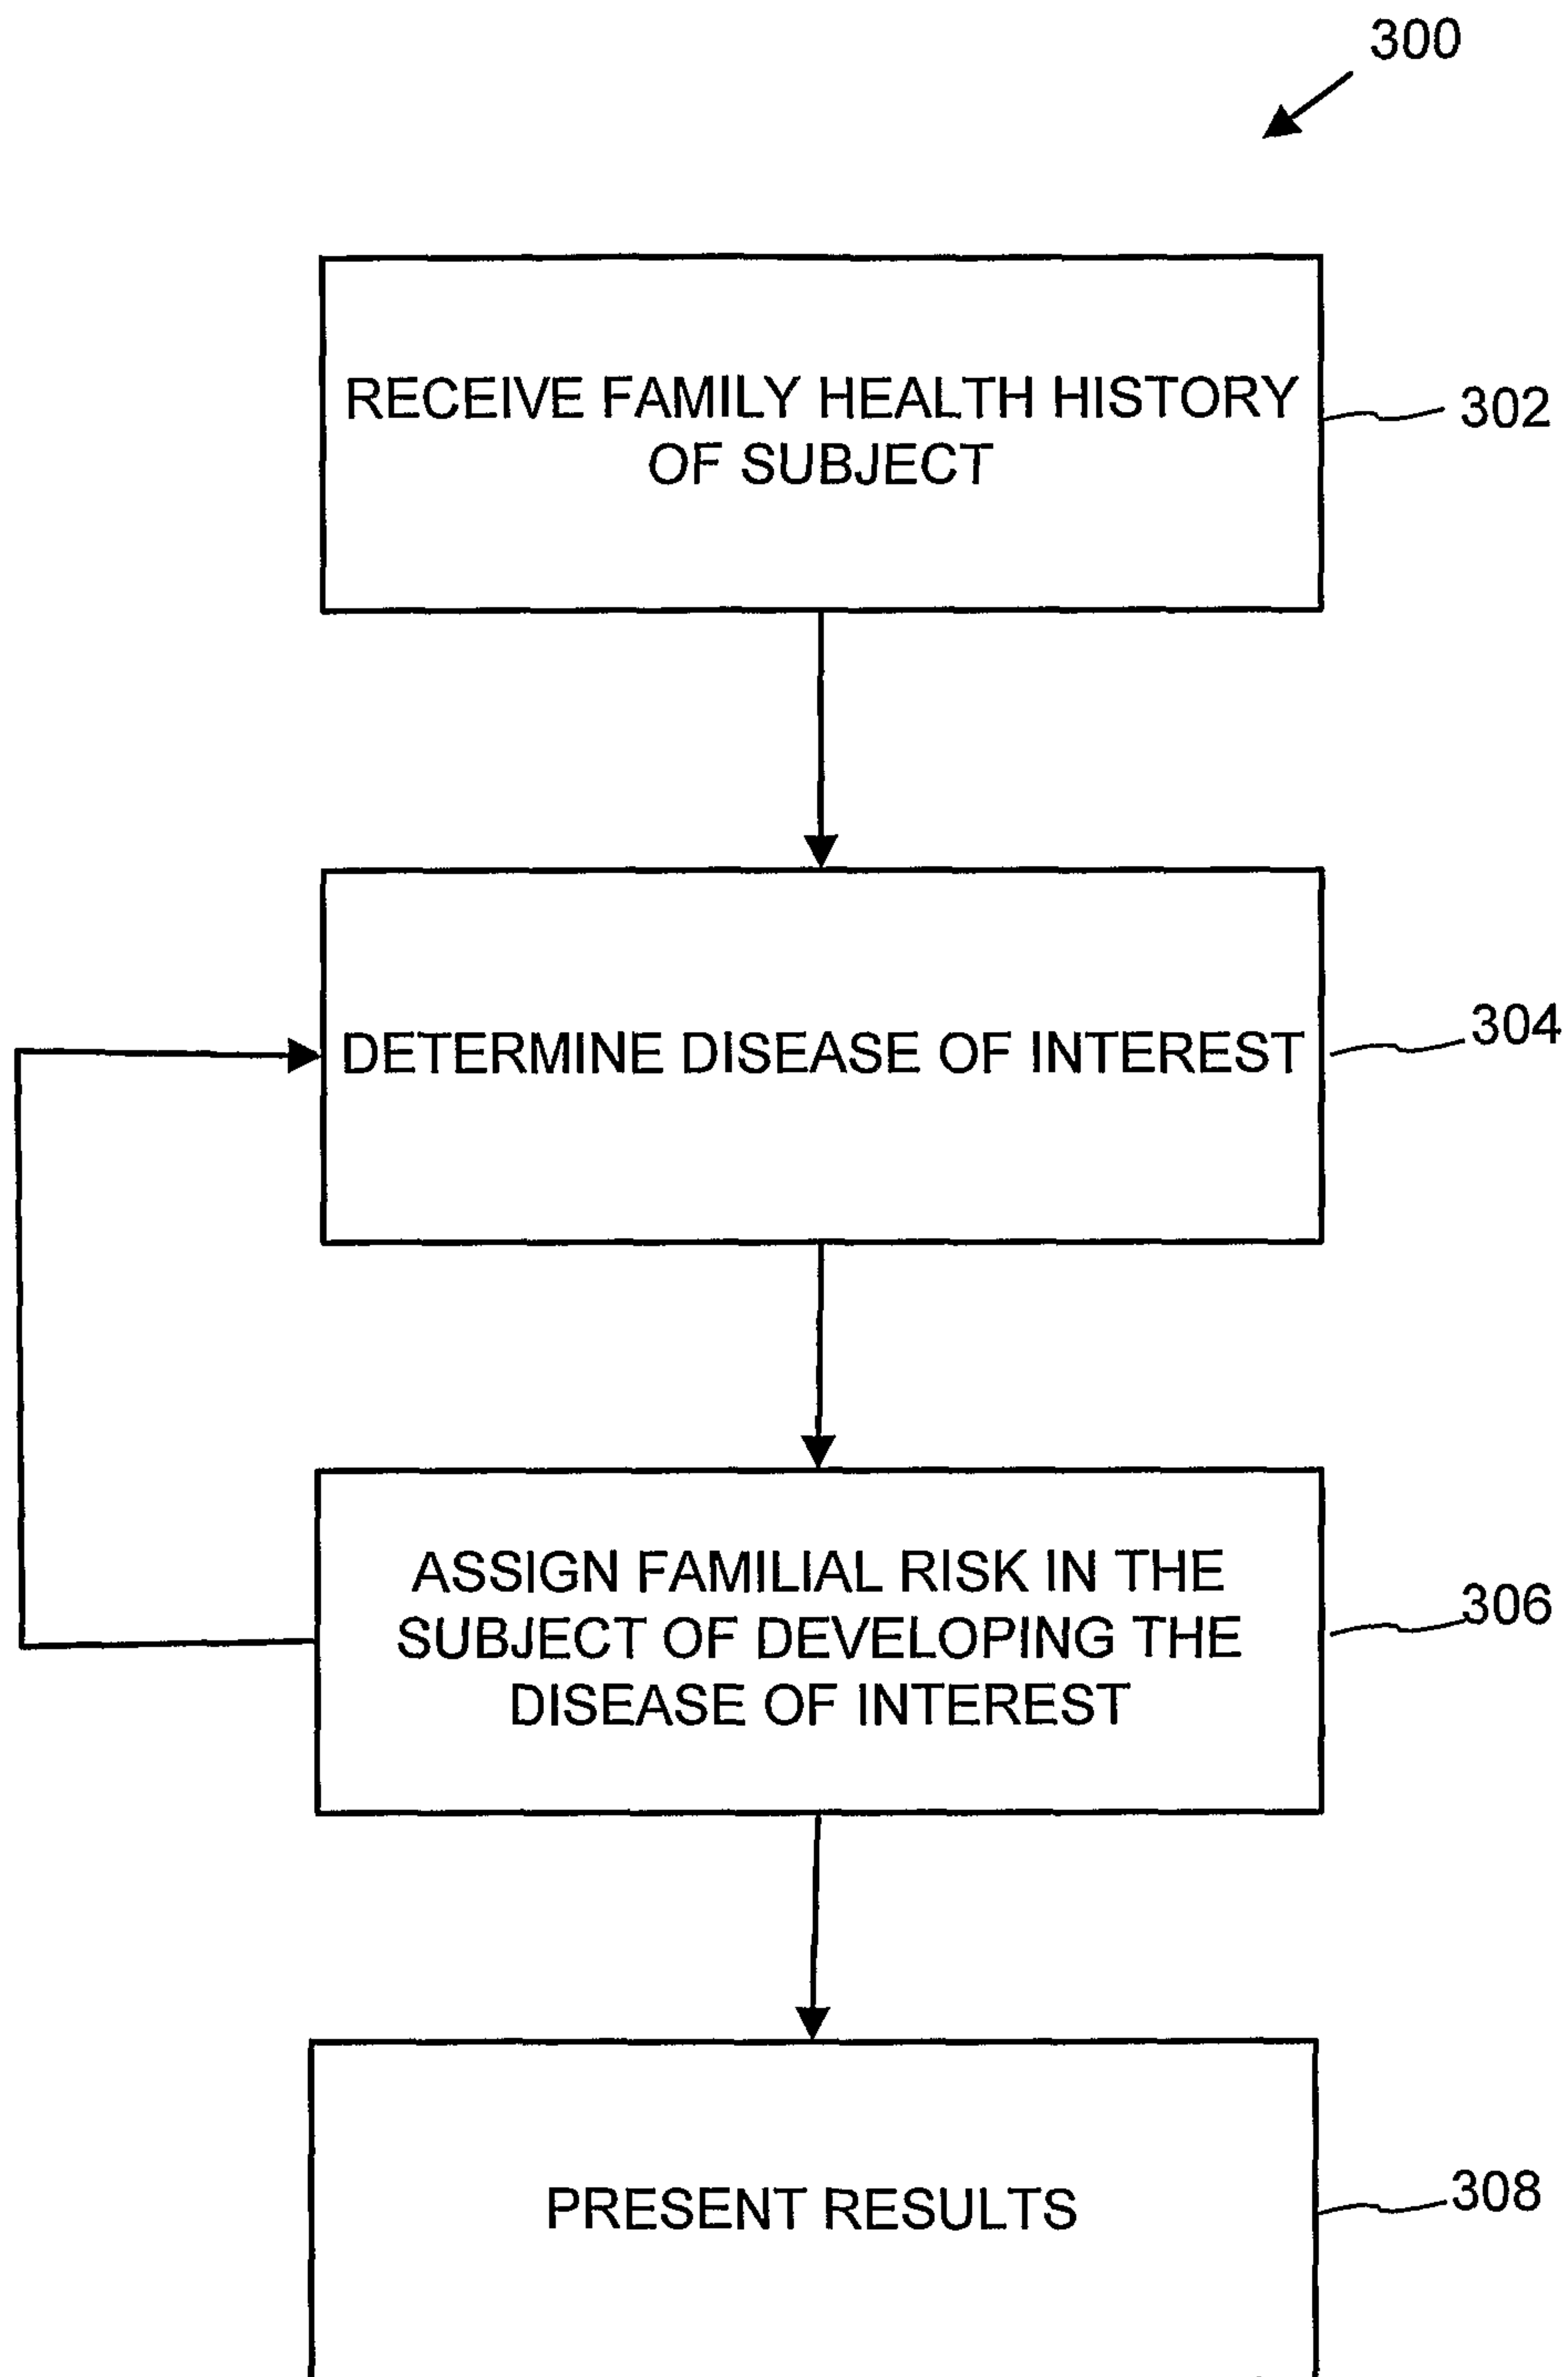 300
RECEIVE FAMILY HEALTH HISTORY
OF SUBJECT
302
DETERMINE DISEASE OF INTEREST
304
ASSIGN FAMILIAL RISK IN THE
SUBJECT OF DEVELOPING THE
DISEASE OF INTEREST
306
PRESENT RESULTS
308